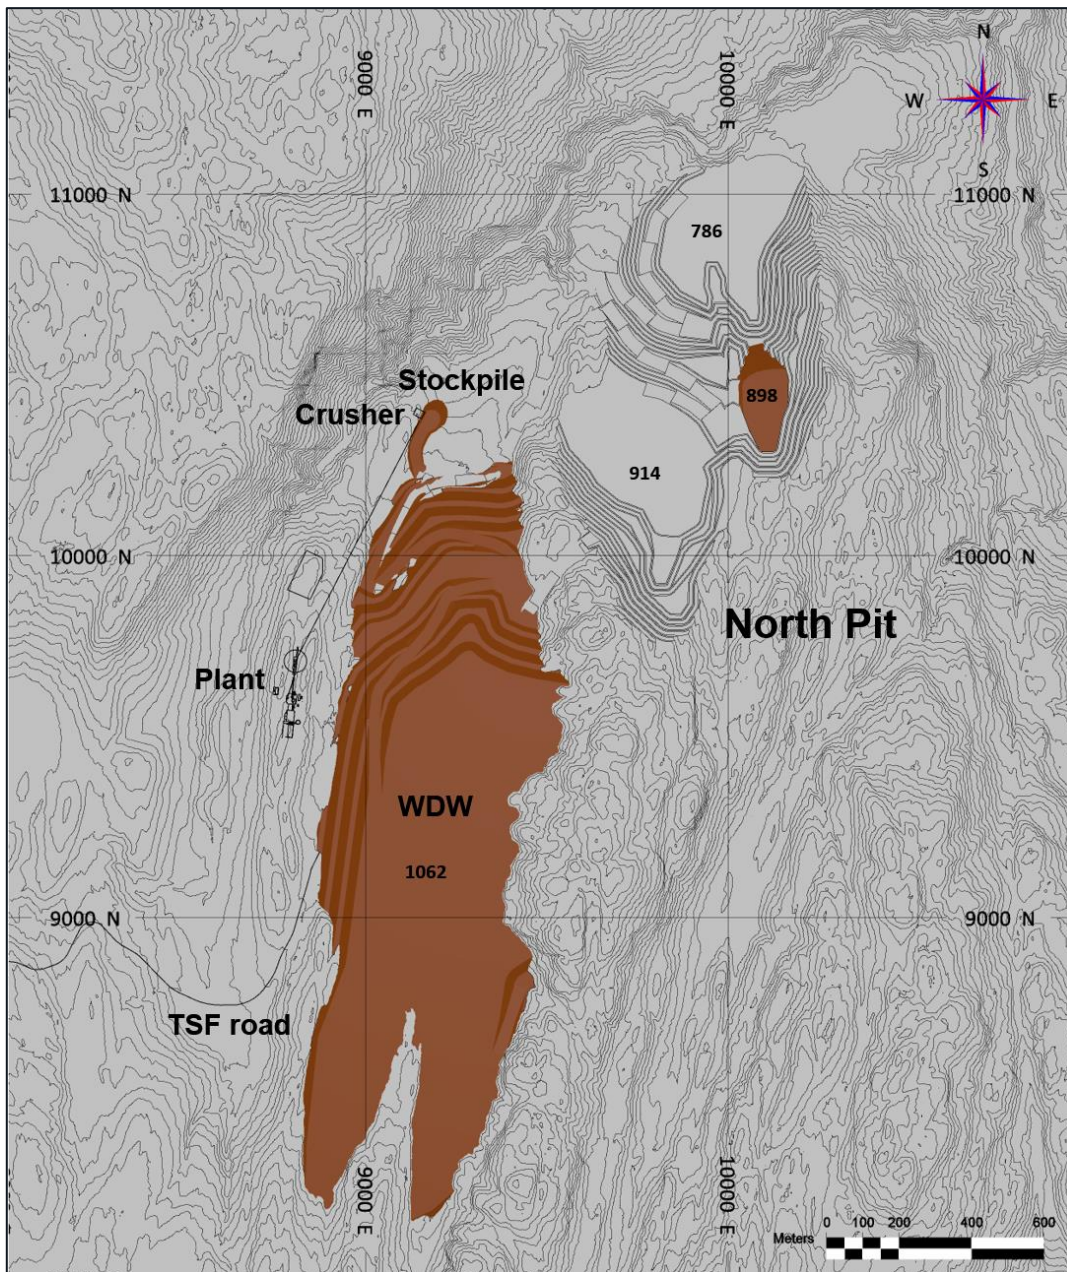 N
9000 E
10000 E
W
E
S
11000 N
11000 N
786
Stockpile
Crusher
898
914
10000 N
10000 N
North Pit
Plant
WDW
1062
9000 N
9000 N
TSF road
9000 E
10000 E
0 100 200 400 600
Meters